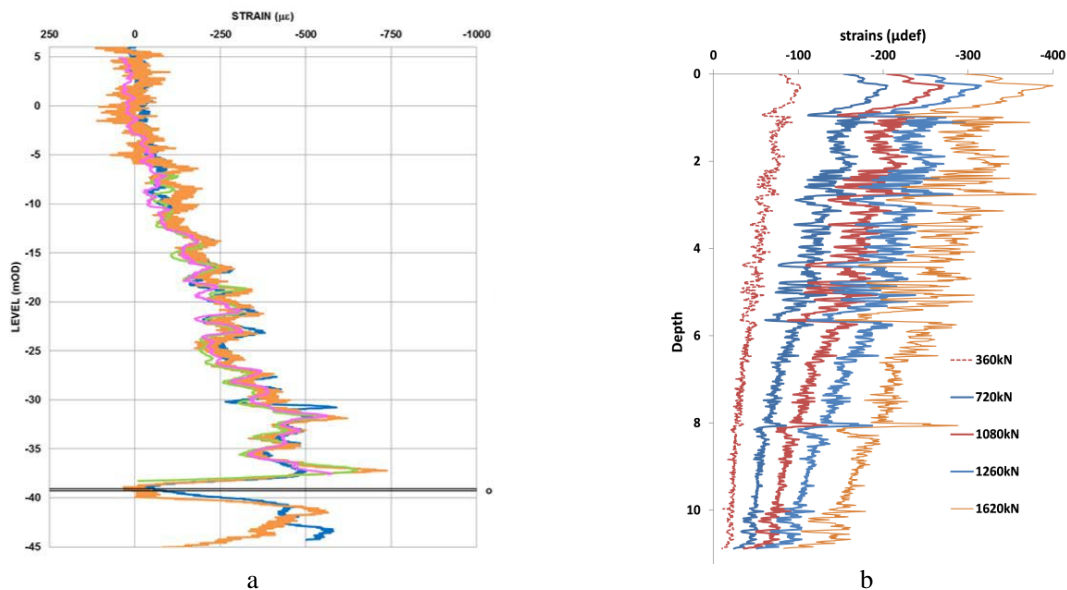 STRAIN (µε)
250 0 -250 -500 -750 -1000
5
0
-5
-10
-15
-20
-25
-30
-35
-40
-45
LEVEL (mOD)
o
a
strains (µdef)
0 -100 -200 -300 -400
0
2
4
6
8
10
Depth
360kN
720kN
1080kN
1260kN
1620kN
b